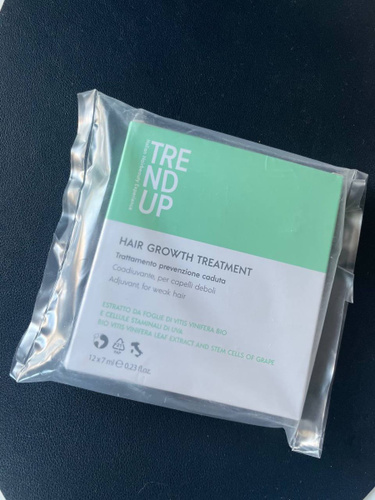 TRE
ND
UP
HAIR GROWTH TREATMENT
Trattamento prevenzione caduta
Coadiuvante, per capelli deboli
Adjuvant, for weak hair
ESTRATTO DA FOGLIE DI VITIS VINIFERA BIO
E CELLULE STAMINALI DI UVA
BIO VITIS VINIFERA LEAF EXTRACT AND STEM CELLS OF GRAPE
12 x 7 ml e 0.23 fl.oz.